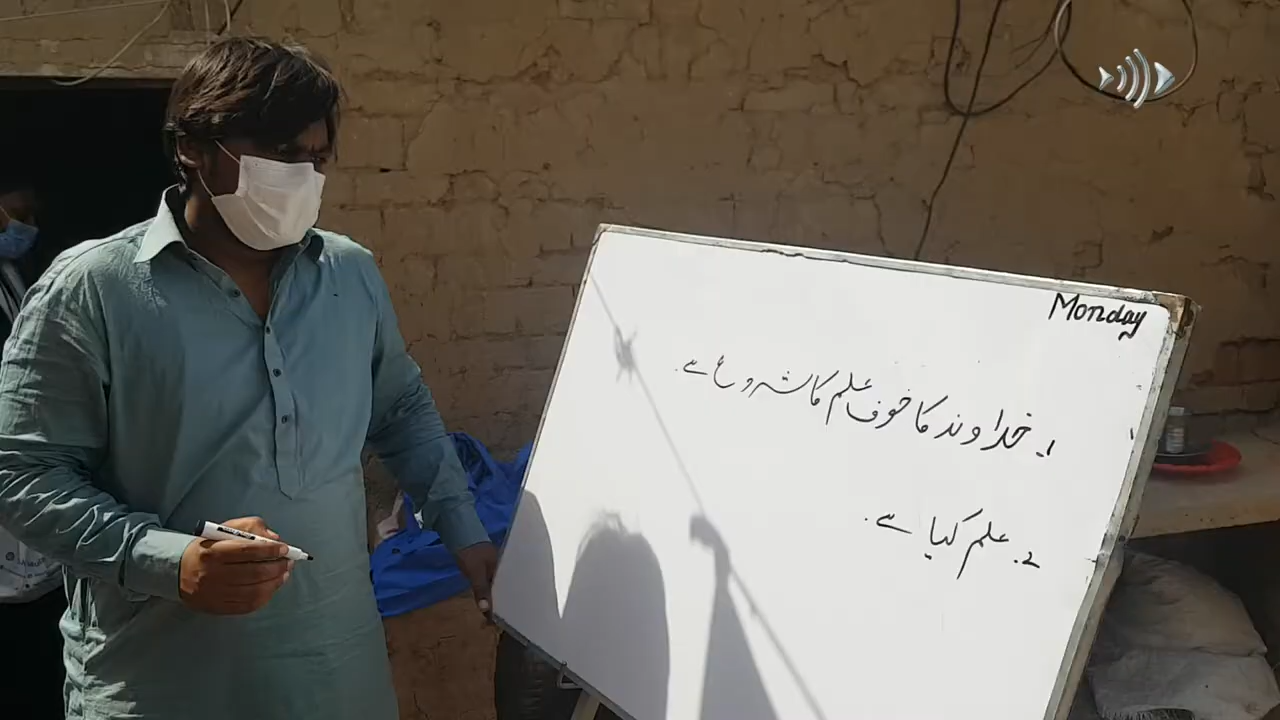 Monday
۱۔ خداوند کا خوف علم کا شروع ہے۔
۲۔ علم کیا ہے۔